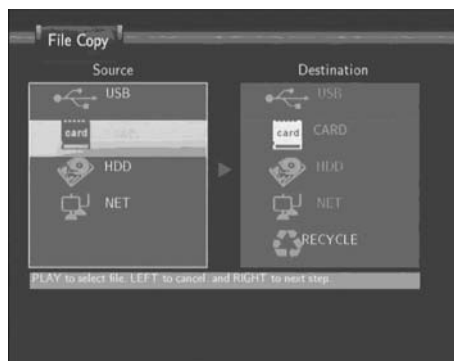 File Copy
Source
Destination
USB
card
HDD
NET
USB
card CARD
HDD
NET
RECYCLE
PLAY to select file. LEFT to cancel and RIGHT to next step.